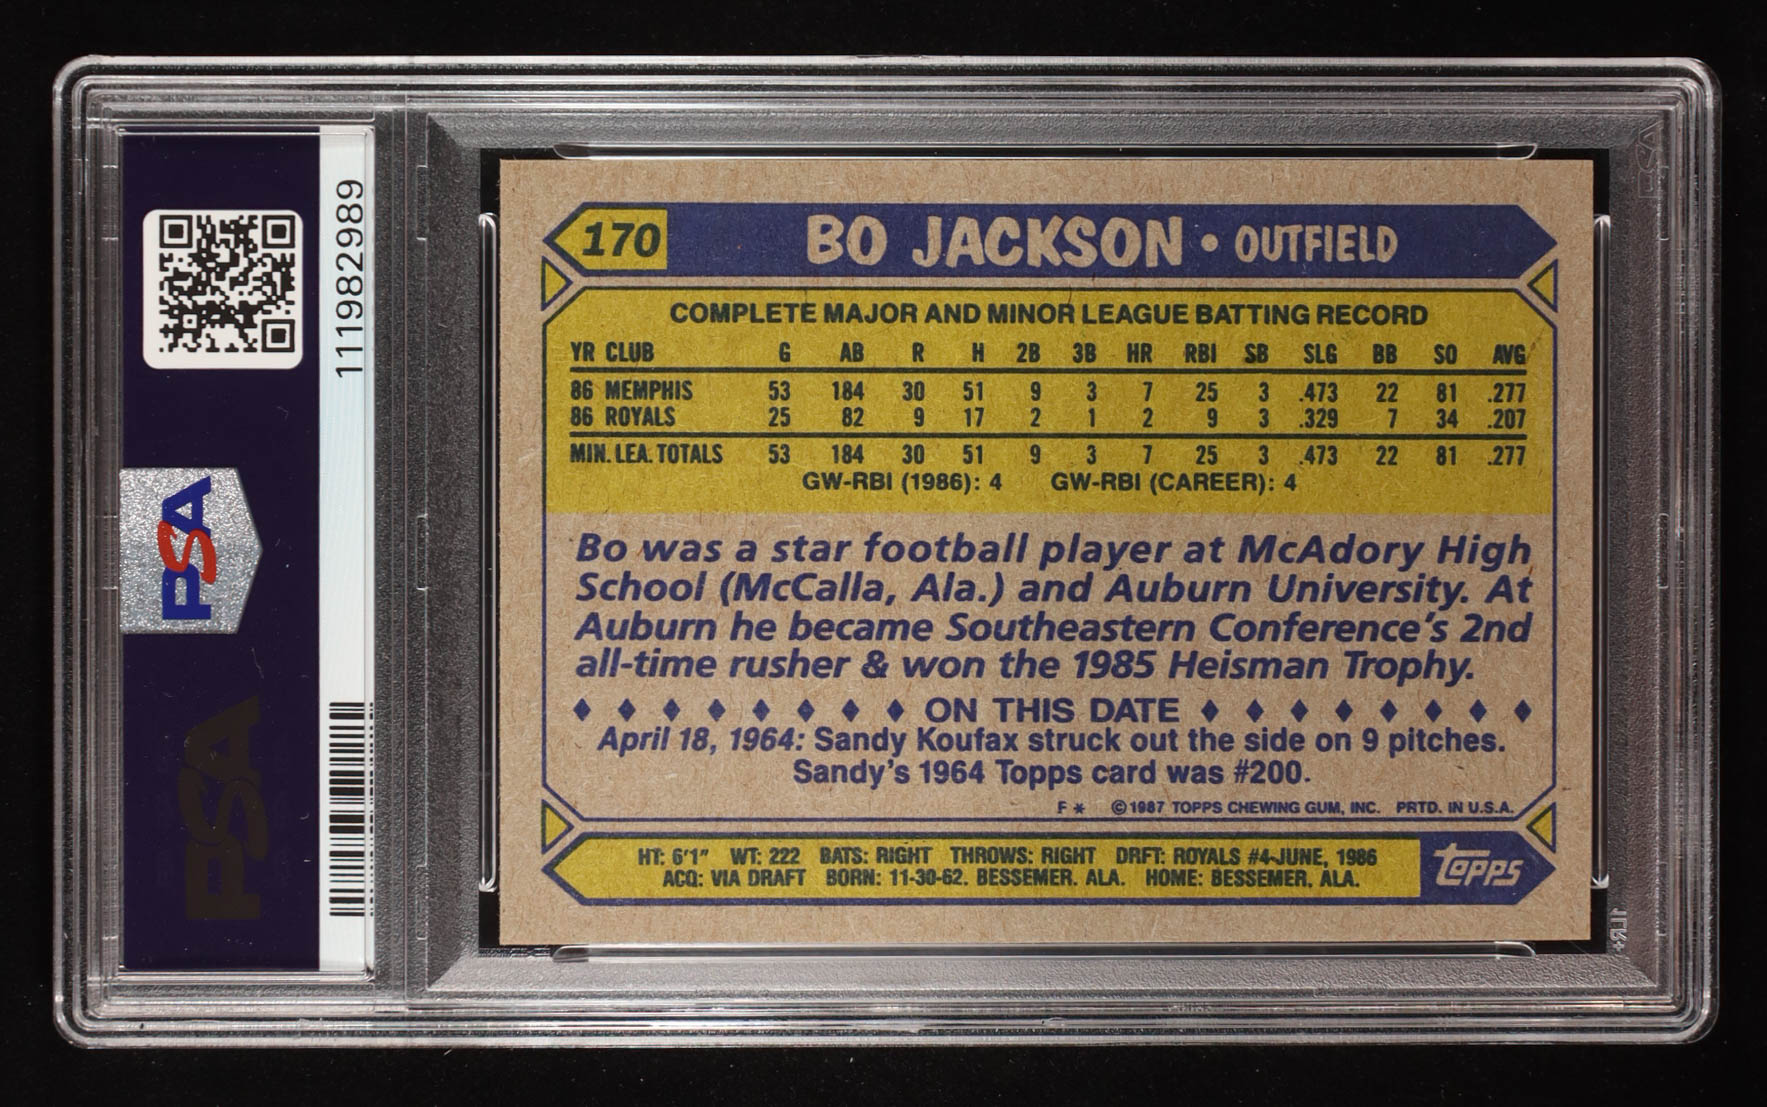 170 BO JACKSON • OUTFIELD
COMPLETE MAJOR AND MINOR LEAGUE BATTING RECORD
YR CLUB G AB R H 2B 3B HR RBI SB SLG BB SO AVG
86 MEMPHIS 53 184 30 51 9 3 7 25 3 .473 22 81 .277
86 ROYALS 25 82 9 17 2 1 2 9 3 .329 7 34 .207
MIN. LEA. TOTALS 53 184 30 51 9 3 7 25 3 .473 22 81 .277
GW-RBI (1986): 4 GW-RBI (CAREER): 4
Bo was a star football player at McAdory High
School (McCalla, Ala.) and Auburn University. At
Auburn he became Southeastern Conference's 2nd
all-time rusher & won the 1985 Heisman Trophy.
ON THIS DATE
April 18, 1964: Sandy Koufax struck out the side on 9 pitches.
Sandy's 1964 Topps card was #200.
F * © 1987 TOPPS CHEWING GUM, INC. PRTD. IN U.S.A.
HT: 6'1" WT: 222 BATS: RIGHT THROWS: RIGHT DRFT: ROYALS #4-JUNE, 1986
ACQ: VIA DRAFT BORN: 11-30-62, BESSEMER, ALA. HOME: BESSEMER, ALA.
topps
111982989
PSA
PSA
PSA